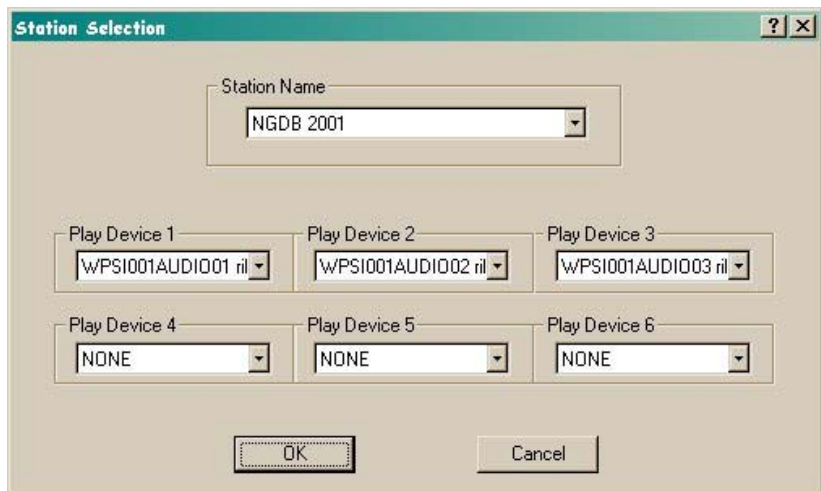 Station Selection
Station Name
NGDB 2001
Play Device 1
Play Device 2
Play Device 3
WPSI001AUDIO01 ril
WPSI001AUDIO02 ril
WPSI001AUDIO03 ril
Play Device 4
Play Device 5
Play Device 6
NONE
NONE
NONE
OK
Cancel